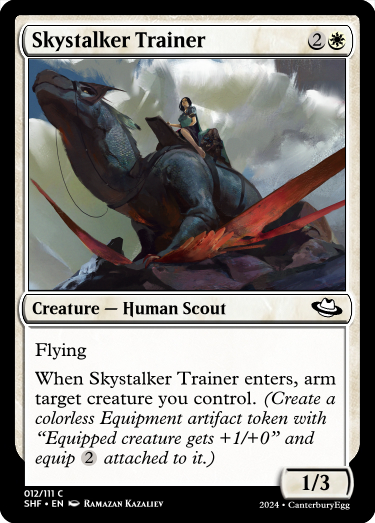 Skystalker Trainer 2
Creature — Human Scout
Flying
When Skystalker Trainer enters, arm
target creature you control. (Create a
colorless Equipment artifact token with
“Equipped creature gets +1/+0” and
equip 2 attached to it.)
1/3
012/111 C
SHF • EN RAMAZAN KAZALIEV
2024 • CanterburyEgg